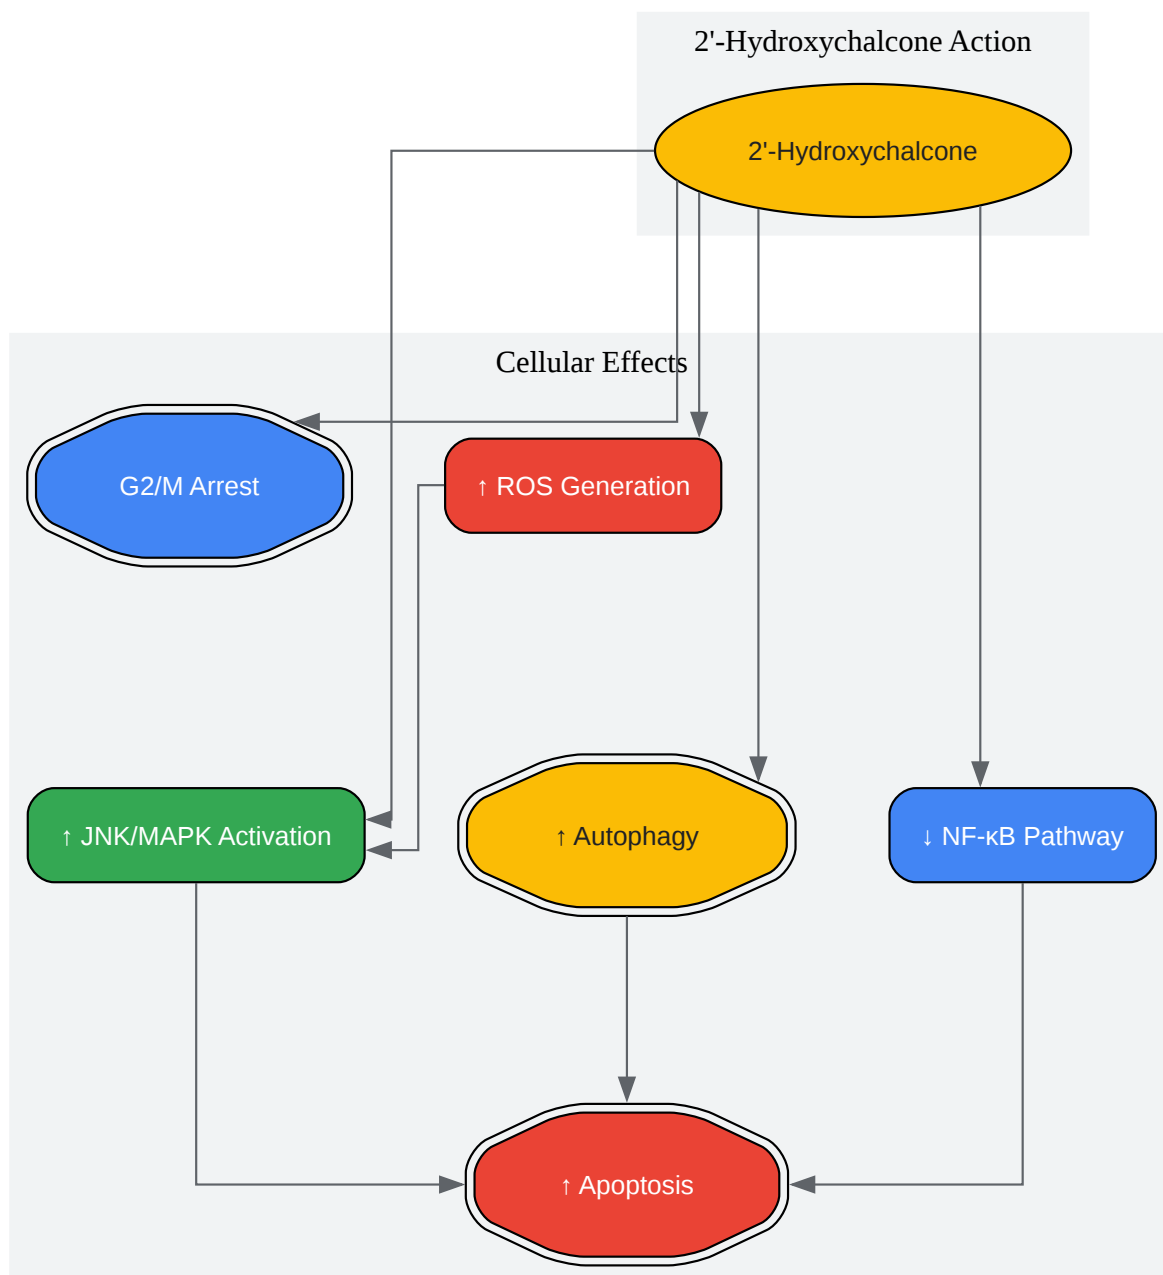 2'-Hydroxychalcone Action
2'-Hydroxychalcone
Cellular Effects
G2/M Arrest
↑ ROS Generation
↑ JNK/MAPK Activation
↑ Autophagy
↓ NF-κB Pathway
↑ Apoptosis